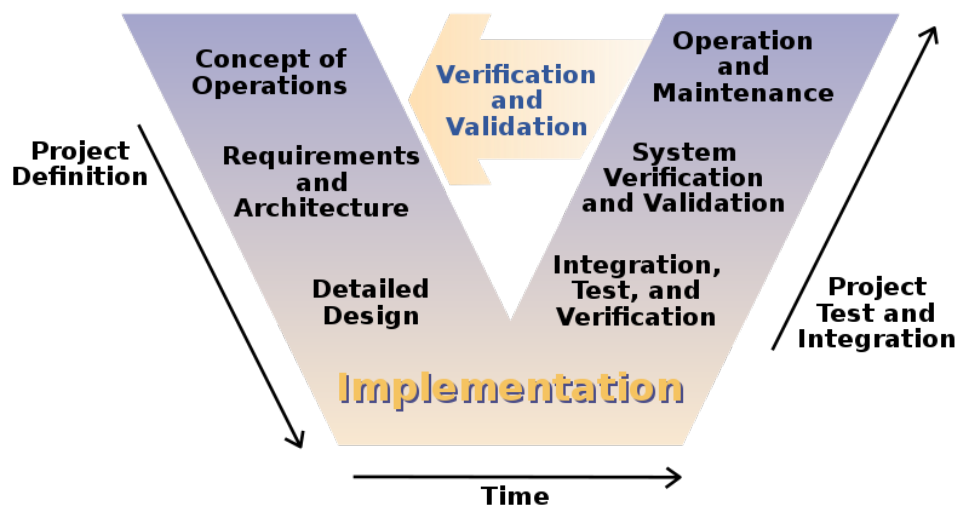 Concept of
Operations
Verification
and
Validation
Operation
and
Maintenance
Project
Definition
Requirements
and
Architecture
System
Verification
and Validation
Detailed
Design
Integration,
Test, and
Verification
Project
Test and
Integration
Implementation
Time